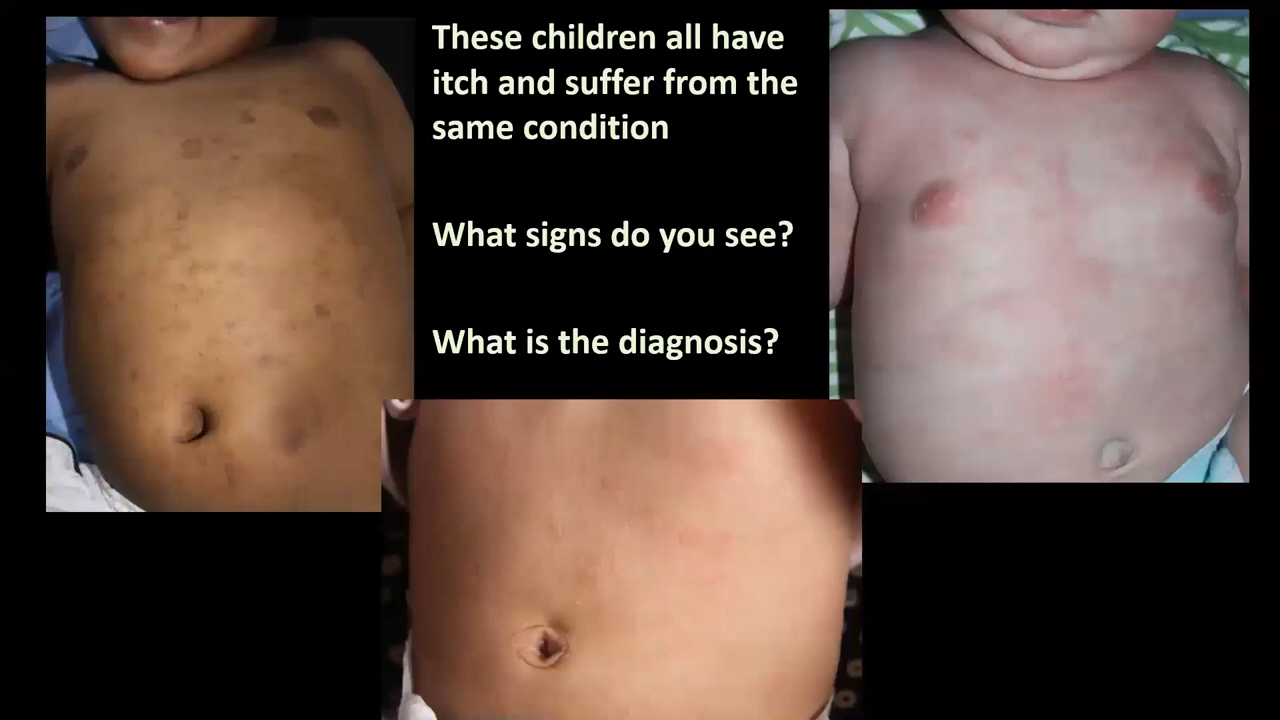 These children all have
itch and suffer from the
same condition
What signs do you see?
What is the diagnosis?